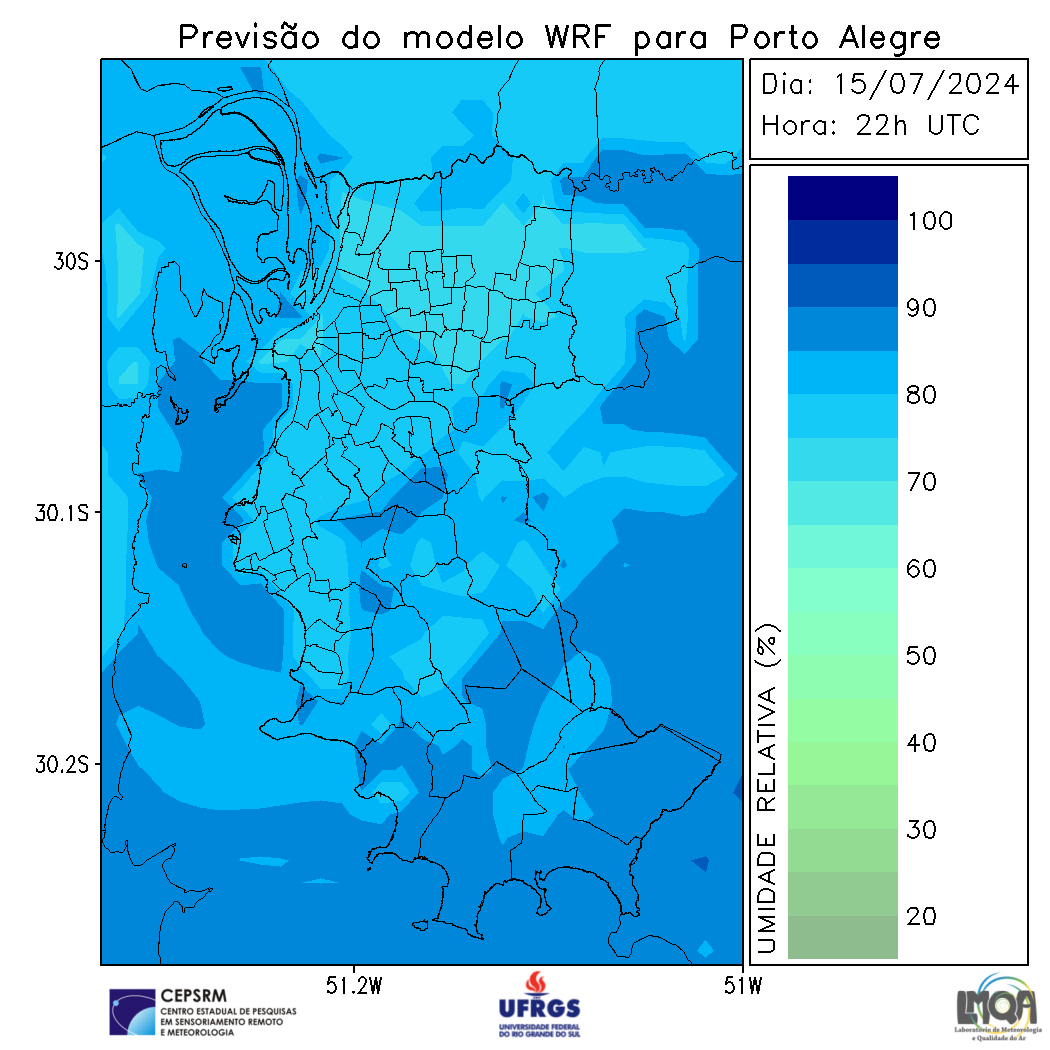 Previsão do modelo WRF para Porto Alegre
Dia: 15/07/2024
Hora: 22h UTC
100
90
80
70
60
50
40
30
20
UMIDADE RELATIVA (%)
30S
30.1S
30.2S
51.2W
51W
CEPSRM
CENTRO ESTADUAL DE PESQUISAS
EM SENSORIAMENTO REMOTO
E METEOROLOGIA
UFRGS
UNIVERSIDADE FEDERAL
DO RIO GRANDE DO SUL
LMQA
Laboratório de Meteorologia
e Qualidade do Ar